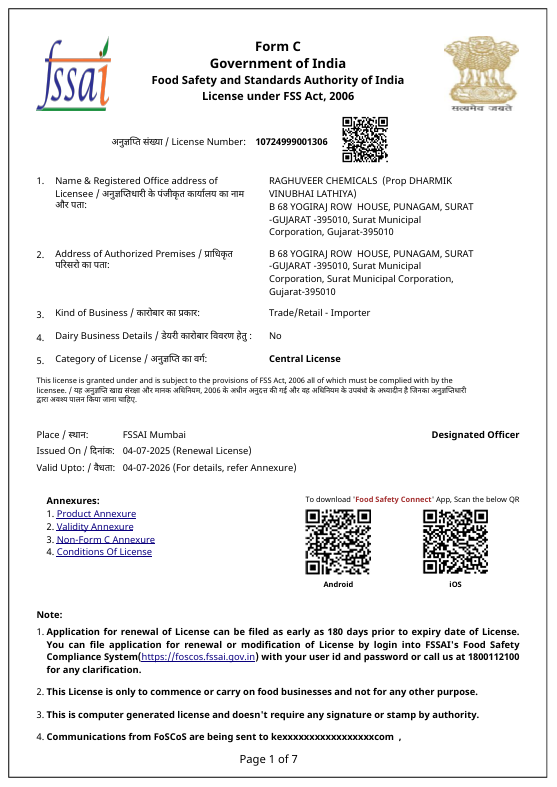 fssai
Form C
Government of India
Food Safety and Standards Authority of India
License under FSS Act, 2006
सत्यमेव जयते
अनुज्ञप्ति संख्या / License Number: 10724999001306
1. Name & Registered Office address of
Licensee / अनुज्ञप्तिधारी के पंजीकृत कार्यालय का नाम
और पता:
RAGHUVEER CHEMICALS (Prop DHARMIK
VINUBHAI LATHIYA)
B 68 YOGIRAJ ROW HOUSE, PUNAGAM, SURAT
-GUJARAT -395010, Surat Municipal
Corporation, Gujarat-395010
2. Address of Authorized Premises / प्राधिकृत
परिसरो का पता:
B 68 YOGIRAJ ROW HOUSE, PUNAGAM, SURAT
-GUJARAT -395010, Surat Municipal
Corporation, Surat Municipal Corporation,
Gujarat-395010
3. Kind of Business / कारोबार का प्रकार: Trade/Retail - Importer
4. Dairy Business Details / डेयरी कारोबार विवरण हेतु : No
5. Category of License / अनुज्ञप्ति का वर्ग: Central License
This license is granted under and is subject to the provisions of FSS Act, 2006 all of which must be complied with by the
licensee. / यह अनुज्ञप्ति खाद्य संरक्षा और मानक अधिनियम, 2006 के अधीन अनुदत्त की गई और वह अधिनियम के उपबंधो के अध्यादीन है जिनका अनुज्ञप्तिधारी
द्वारा अवश्य पालन किया जाना चाहिए.
Place / स्थान: FSSAI Mumbai Designated Officer
Issued On / दिनांक: 04-07-2025 (Renewal License)
Valid Upto: / वैधता: 04-07-2026 (For details, refer Annexure)
Annexures:
1. Product Annexure
2. Validity Annexure
3. Non-Form C Annexure
4. Conditions Of License
To download 'Food Safety Connect' App, Scan the below QR
Android iOS
Note:
1. Application for renewal of License can be filed as early as 180 days prior to expiry date of License.
You can file application for renewal or modification of License by login into FSSAI's Food Safety
Compliance System(https://foscos.fssai.gov.in) with your user id and password or call us at 1800112100
for any clarification.
2. This License is only to commence or carry on food businesses and not for any other purpose.
3. This is computer generated license and doesn't require any signature or stamp by authority.
4. Communications from FoSCoS are being sent to kexxxxxxxxxxxxxxxxxxcom ,
Page 1 of 7